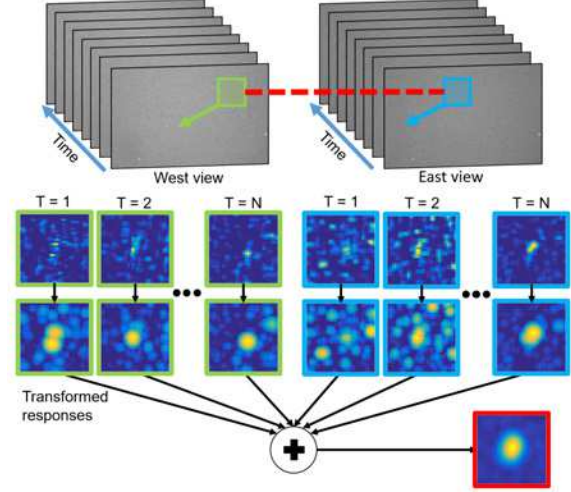 Time
West view
Time
East view
T = 1
T = 2
T = N
T = 1
T = 2
T = N
Transformed
responses